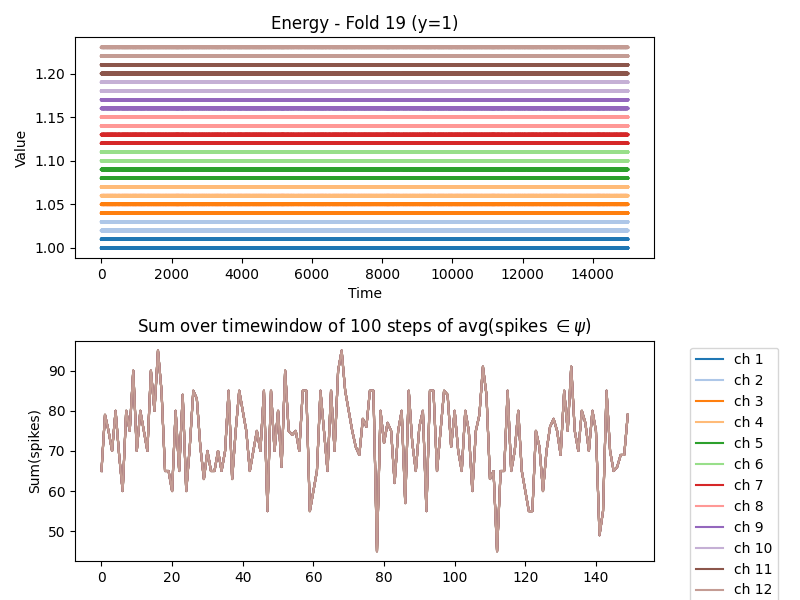 Energy - Fold 19 (y=1)
Value
1.20
1.15
1.10
1.05
1.00
0 2000 4000 6000 8000 10000 12000 14000
Time
Sum over timewindow of 100 steps of avg(spikes ∈ψ)
Sum(spikes)
90
80
70
60
50
0 20 40 60 80 100 120 140
ch 1
ch 2
ch 3
ch 4
ch 5
ch 6
ch 7
ch 8
ch 9
ch 10
ch 11
ch 12